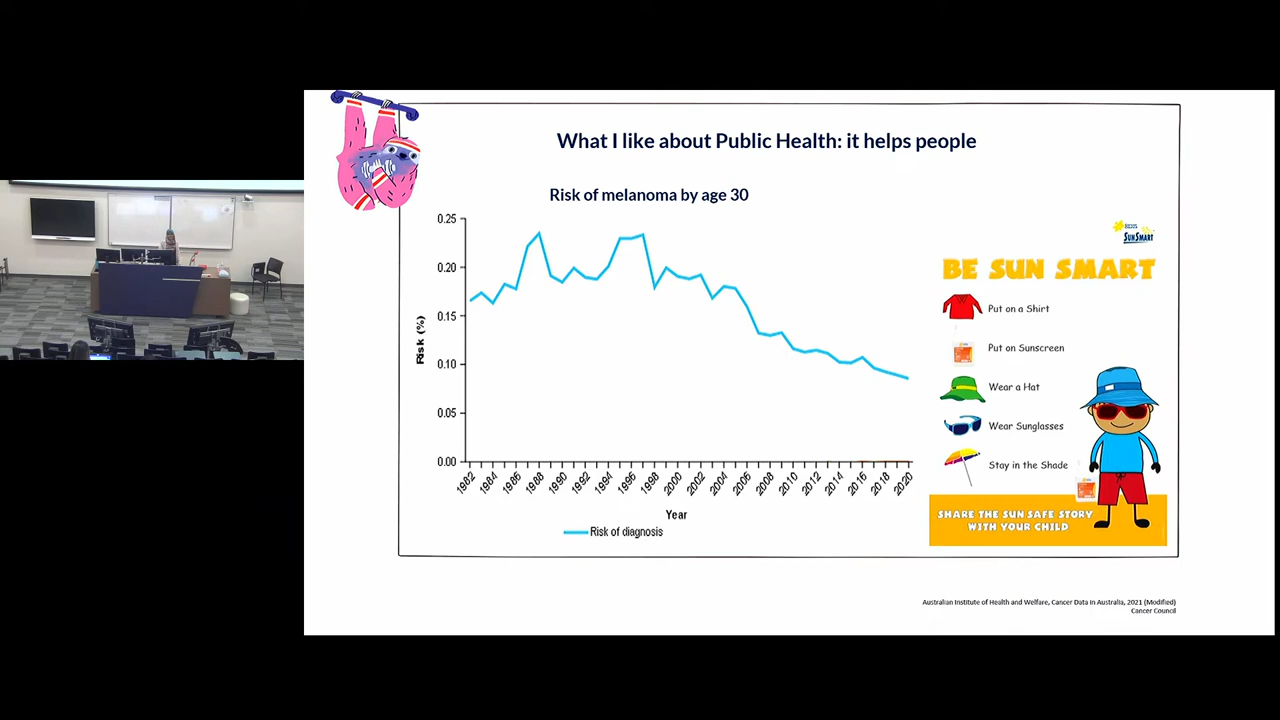 What I like about Public Health: it helps people
Risk of melanoma by age 30
0.25
0.20
0.15
0.10
0.05
0.00
Risk (%)
1982
1984
1986
1988
1990
1992
1994
1996
1998
2000
2002
2004
2006
2008
2010
2012
2014
2016
2018
2020
Year
Risk of diagnosis
SUNSMART
BE SUN SMART
Put on a Shirt
Put on Sunscreen
Wear a Hat
Wear Sunglasses
Stay in the Shade
SHARE THE SUN SAFE STORY
WITH YOUR CHILD
Australian Institute of Health and Welfare, Cancer Data in Australia, 2021 (Modified)
Cancer Council